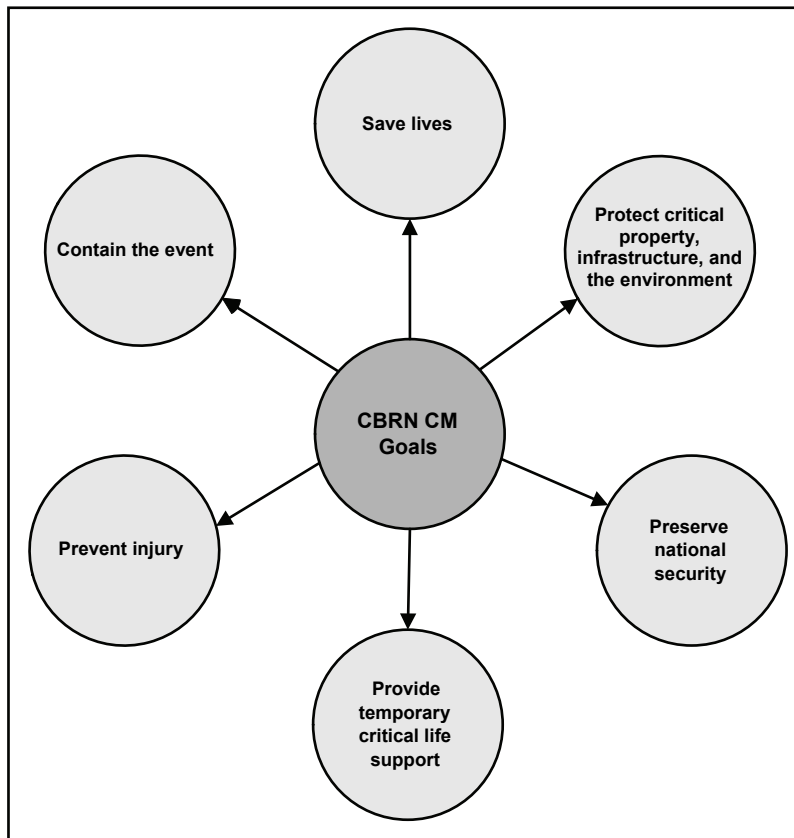 Save lives
Protect critical
property,
infrastructure, and
the environment
Contain the event
CBRN CM
Goals
Preserve
national
security
Prevent injury
Provide
temporary
critical life
support